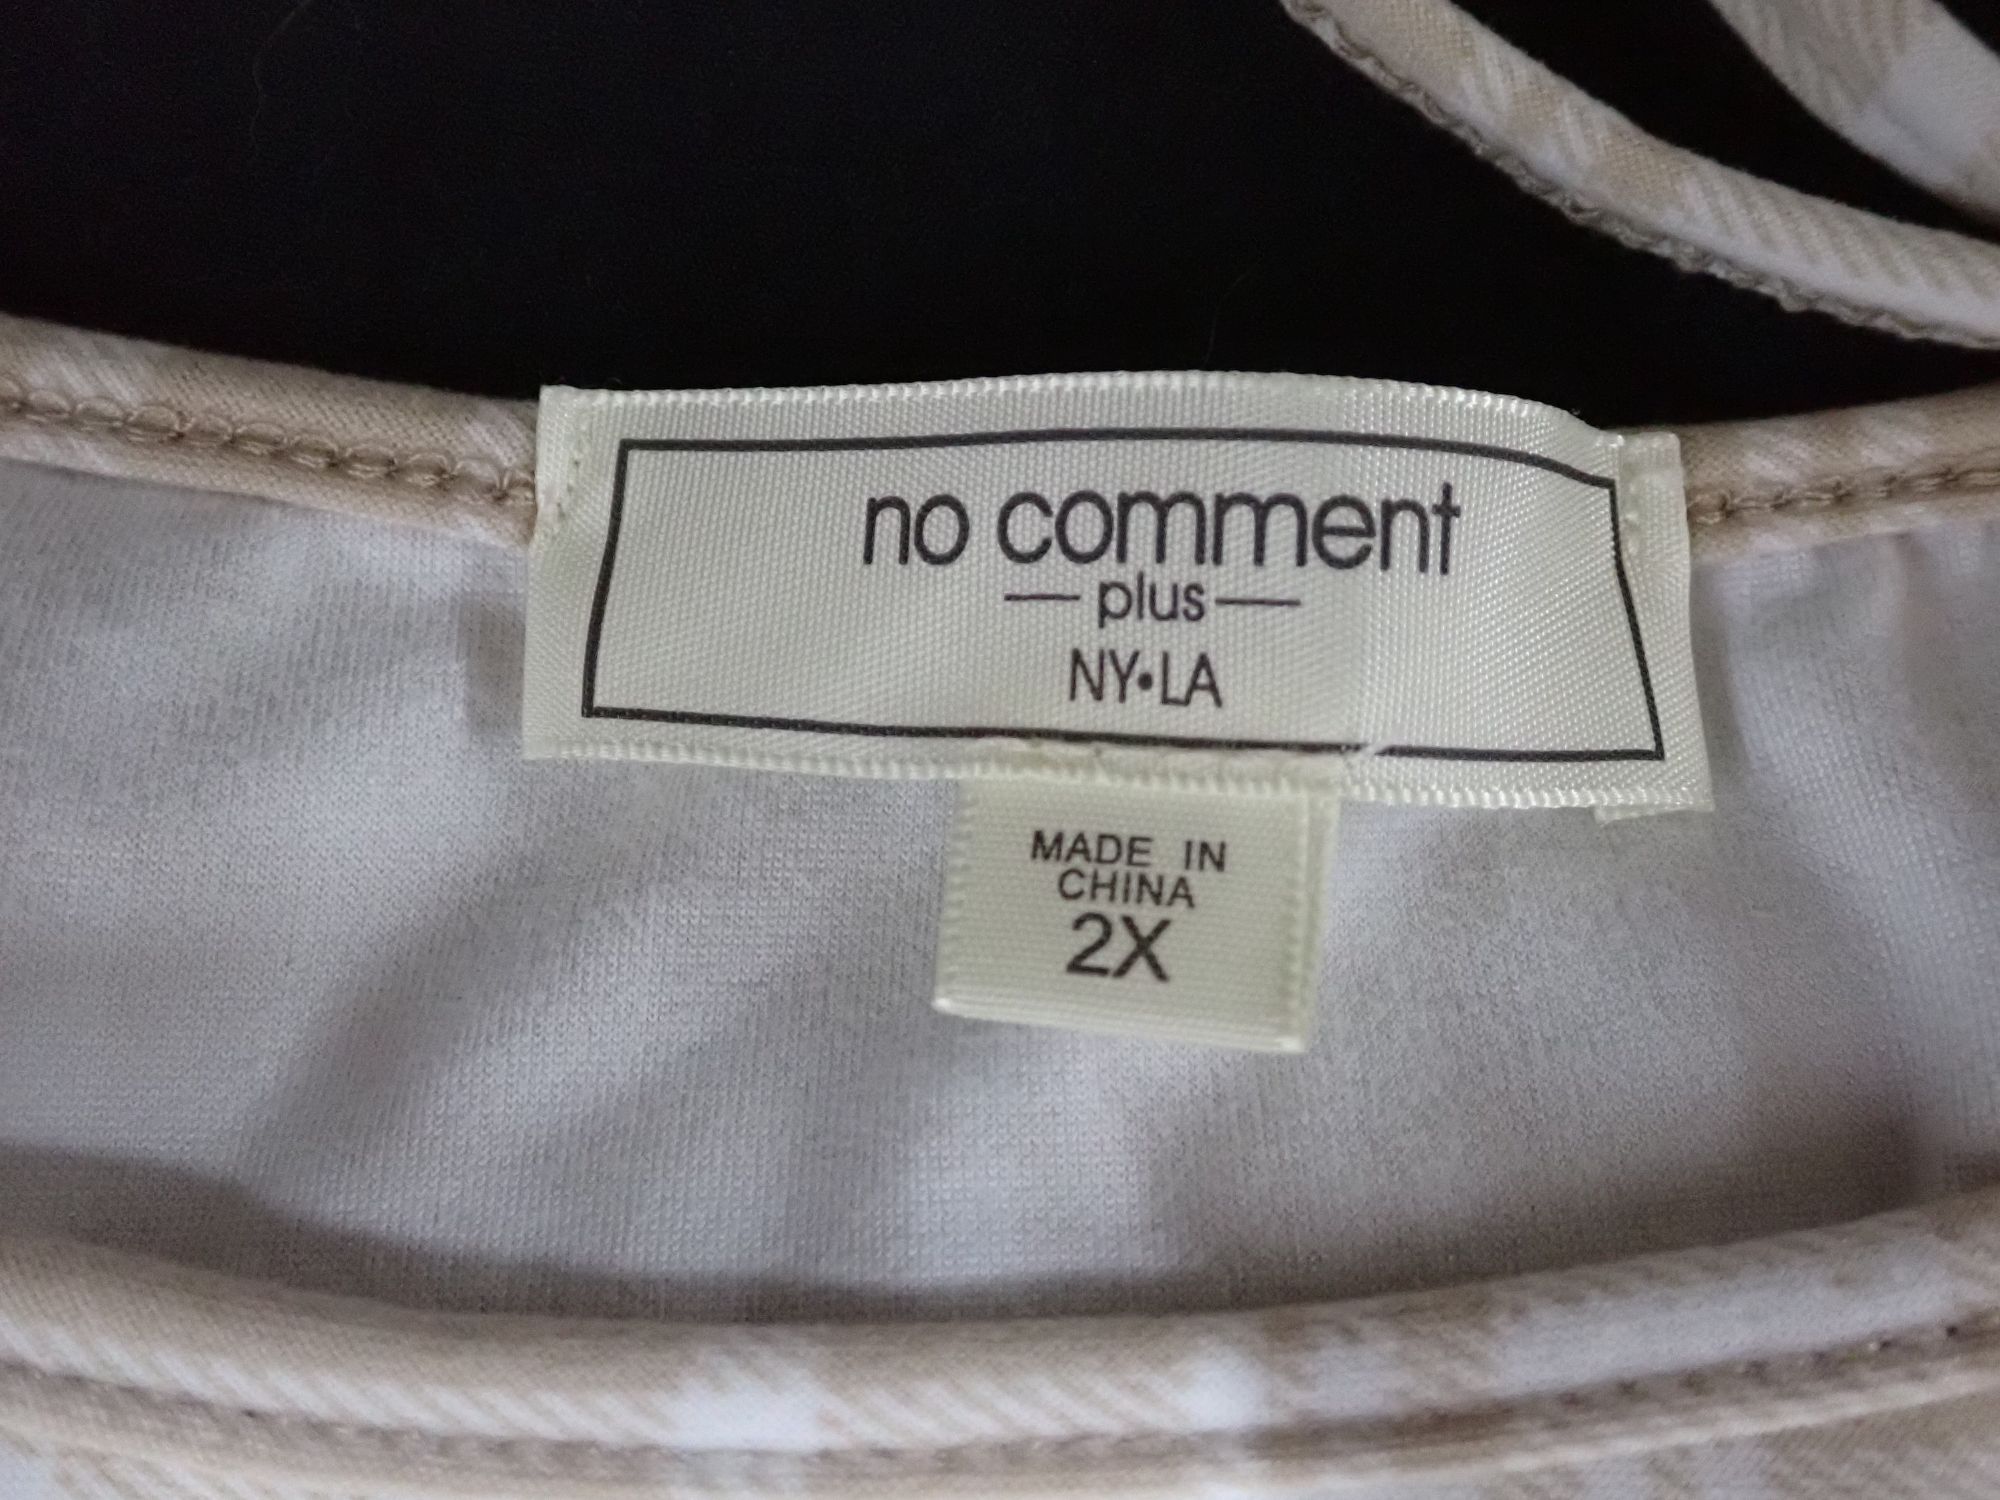 no comment
plus
NY•LA
MADE IN
CHINA
2X